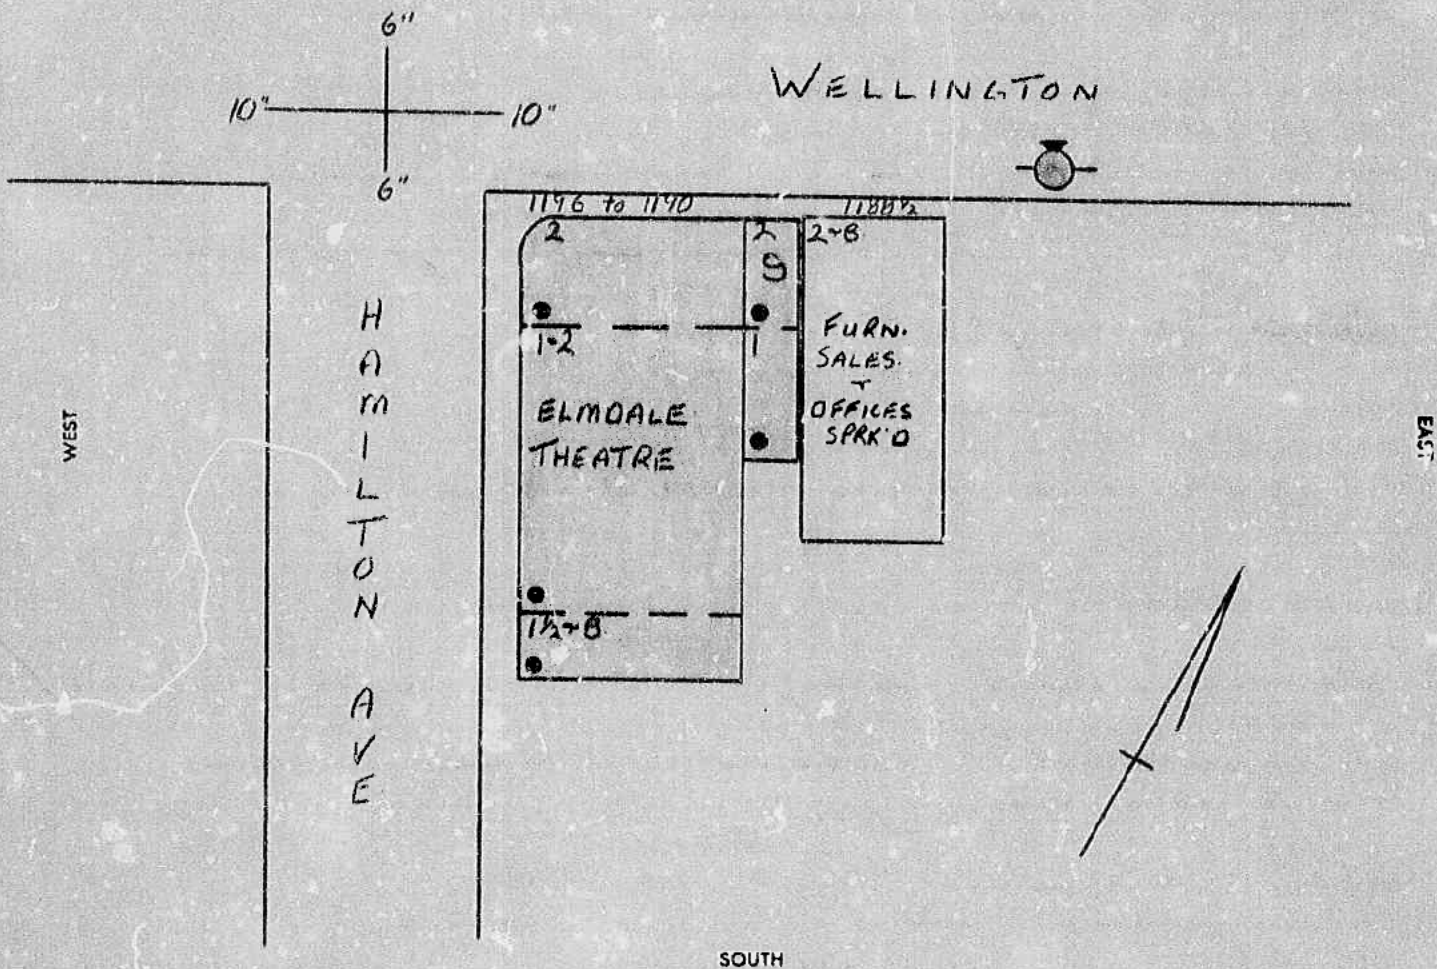 6"
10" 10"
6"
WELLINGTON
1196 to 1190 1188½
2 2 2-B
S
1-2 1
ELMDALE
THEATRE
FURN.
SALES.
+
OFFICES
SPRK'D
1½-B
HAMILTON AVE
WEST
EAST
SOUTH